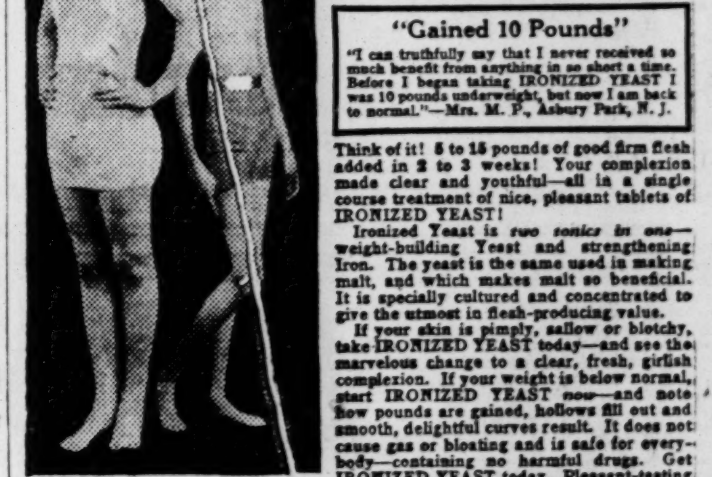 "Gained 10 Pounds"
"I can truthfully say that I never received so
much benefit from anything in so short a time.
Before I began taking IRONIZED YEAST I
was 10 pounds underweight, but now I am back
to normal."—Mrs. M. P., Asbury Park, N. J.
Think of it! 5 to 15 pounds of good firm flesh
added in 2 to 3 weeks! Your complexion
made clear and youthful—all in a single
course treatment of nice, pleasant tablets of
IRONIZED YEAST!
Ironized Yeast is two tonics in one—
weight-building Yeast and strengthening
Iron. The yeast is the same used in making
malt, and which makes malt so beneficial.
It is specially cultured and concentrated to
give the utmost in flesh-producing value.
If your skin is pimply, sallow or blotchy,
take IRONIZED YEAST today—and see the
marvelous change to a clear, fresh, girlish
complexion. If your weight is below normal,
start IRONIZED YEAST now—and note
how pounds are gained, hollows fill out and
smooth, delightful curves result. It does not
cause gas or bloating and is safe for every-
body—containing no harmful drugs. Get
IRONIZED YEAST today. Pleasant-tasting